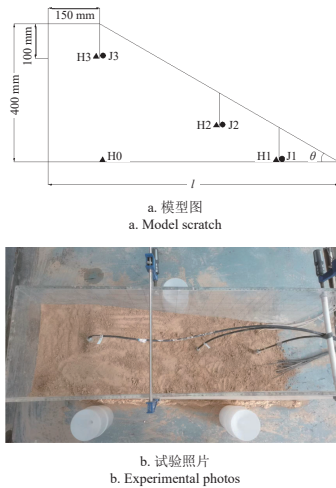 150 mm
100 mm
400 mm
H3 J3
H2 J2
H0
H1 J1
θ
l
a. 模型图
a. Model scratch
b. 试验照片
b. Experimental photos